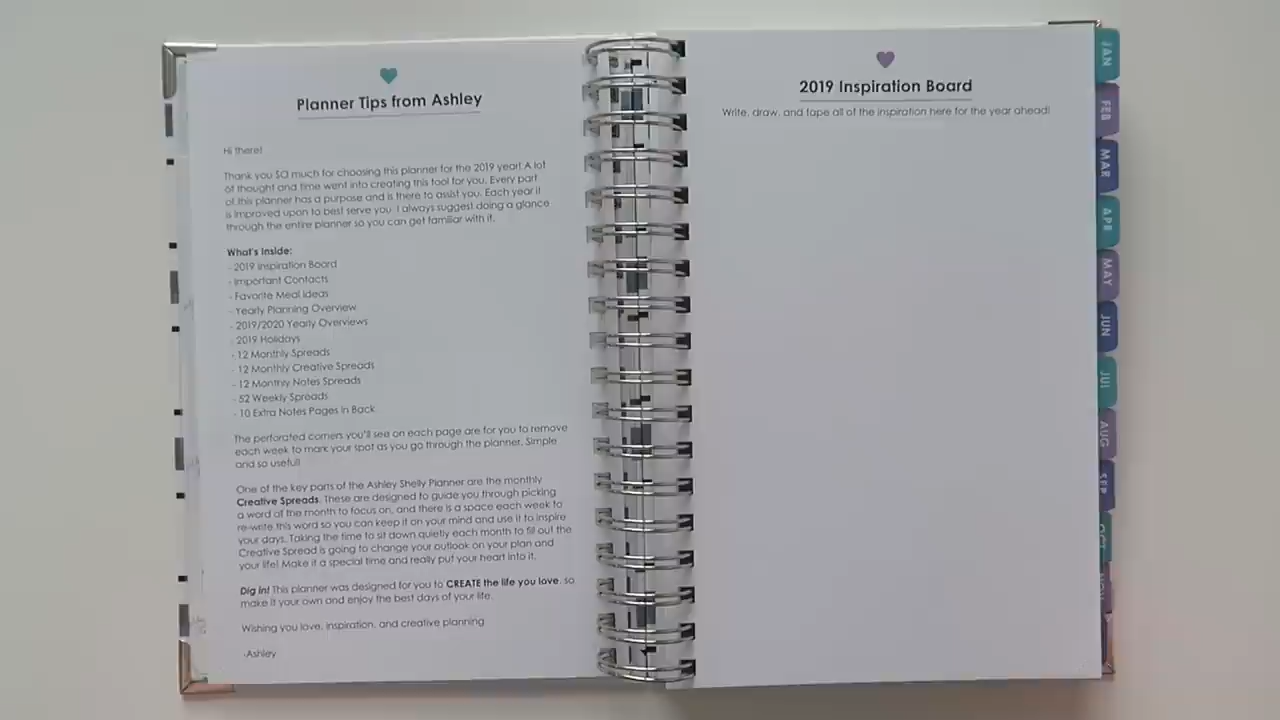 Planner Tips from Ashley
Hi there!
Thank you SO much for choosing this planner for the 2019 year! A lot
of thought and time went into creating this tool for you. Every part
of this planner has a purpose and is there to assist you. Each year it
is improved upon to best serve you. I always suggest doing a glance
through the entire planner so you can get familiar with it.
What's Inside:
- 2019 Inspiration Board
- Important Contacts
- Favorite Meal Ideas
- Yearly Planning Overview
- 2019/2020 Yearly Overviews
- 2019 Holidays
- 12 Monthly Spreads
- 12 Monthly Creative Spreads
- 12 Monthly Notes Spreads
- 52 Weekly Spreads
- 10 Extra Notes Pages in Back
The perforated corners you'll see on each page are for you to remove
each week to mark your spot as you go through the planner. Simple
and so useful!
One of the key parts of the Ashley Shelly Planner are the monthly
Creative Spreads. These are designed to guide you through picking
a word of the month to focus on, and there is a space each week to
re-write this word so you can keep it on your mind and use it to inspire
your days. Taking the time to sit down quietly each month to fill out the
Creative Spread is going to change your outlook on your plan and
your life! Make it a special time and really put your heart into it.
Dig in! This planner was designed for you to CREATE the life you love, so
make it your own and enjoy the best days of your life.
Wishing you love, inspiration, and creative planning
-Ashley
2019 Inspiration Board
Write, draw, and tape all of the inspiration here for the year ahead!
JAN
FEB
MAR
APR
MAY
JUN
JUL
AUG
SEP
OCT
NOV